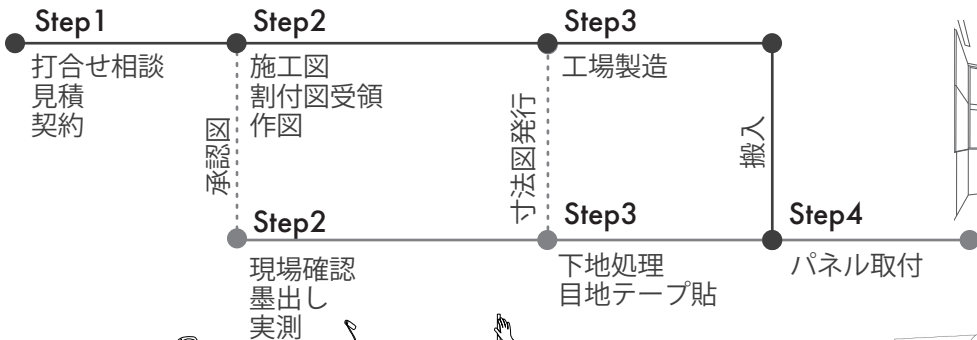 Step1
打合せ相談
見積
契約
承認図
Step2
施工図
割付図受領
作図
寸法図発行
Step3
工場製造
搬入
Step2
現場確認
墨出し
実測
Step3
下地処理
目地テープ貼
Step4
パネル取付